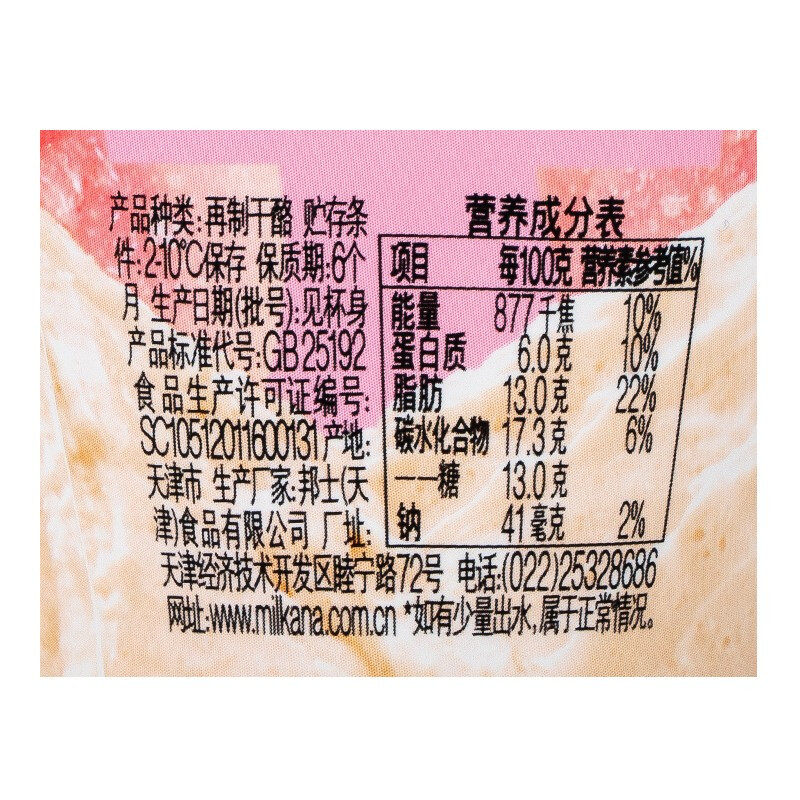 产品种类:再制干酪 贮存条
件:2-10℃保存 保质期:6个
月 生产日期(批号):见杯身
产品标准代号:GB 25192
食品生产许可证编号:
SC10512011600131 产地:
天津市 生产厂家:邦士(天
津)食品有限公司 厂址:
天津经济技术开发区睦宁路72号 电话:(022)25328686
网址:www.milkana.com.cn *如有少量出水,属于正常情况。
营养成分表
项目 每100克 营养素参考值%
能量 877千焦 10%
蛋白质 6.0克 10%
脂肪 13.0克 22%
碳水化合物 17.3克 6%
——糖 13.0克
钠 41毫克 2%